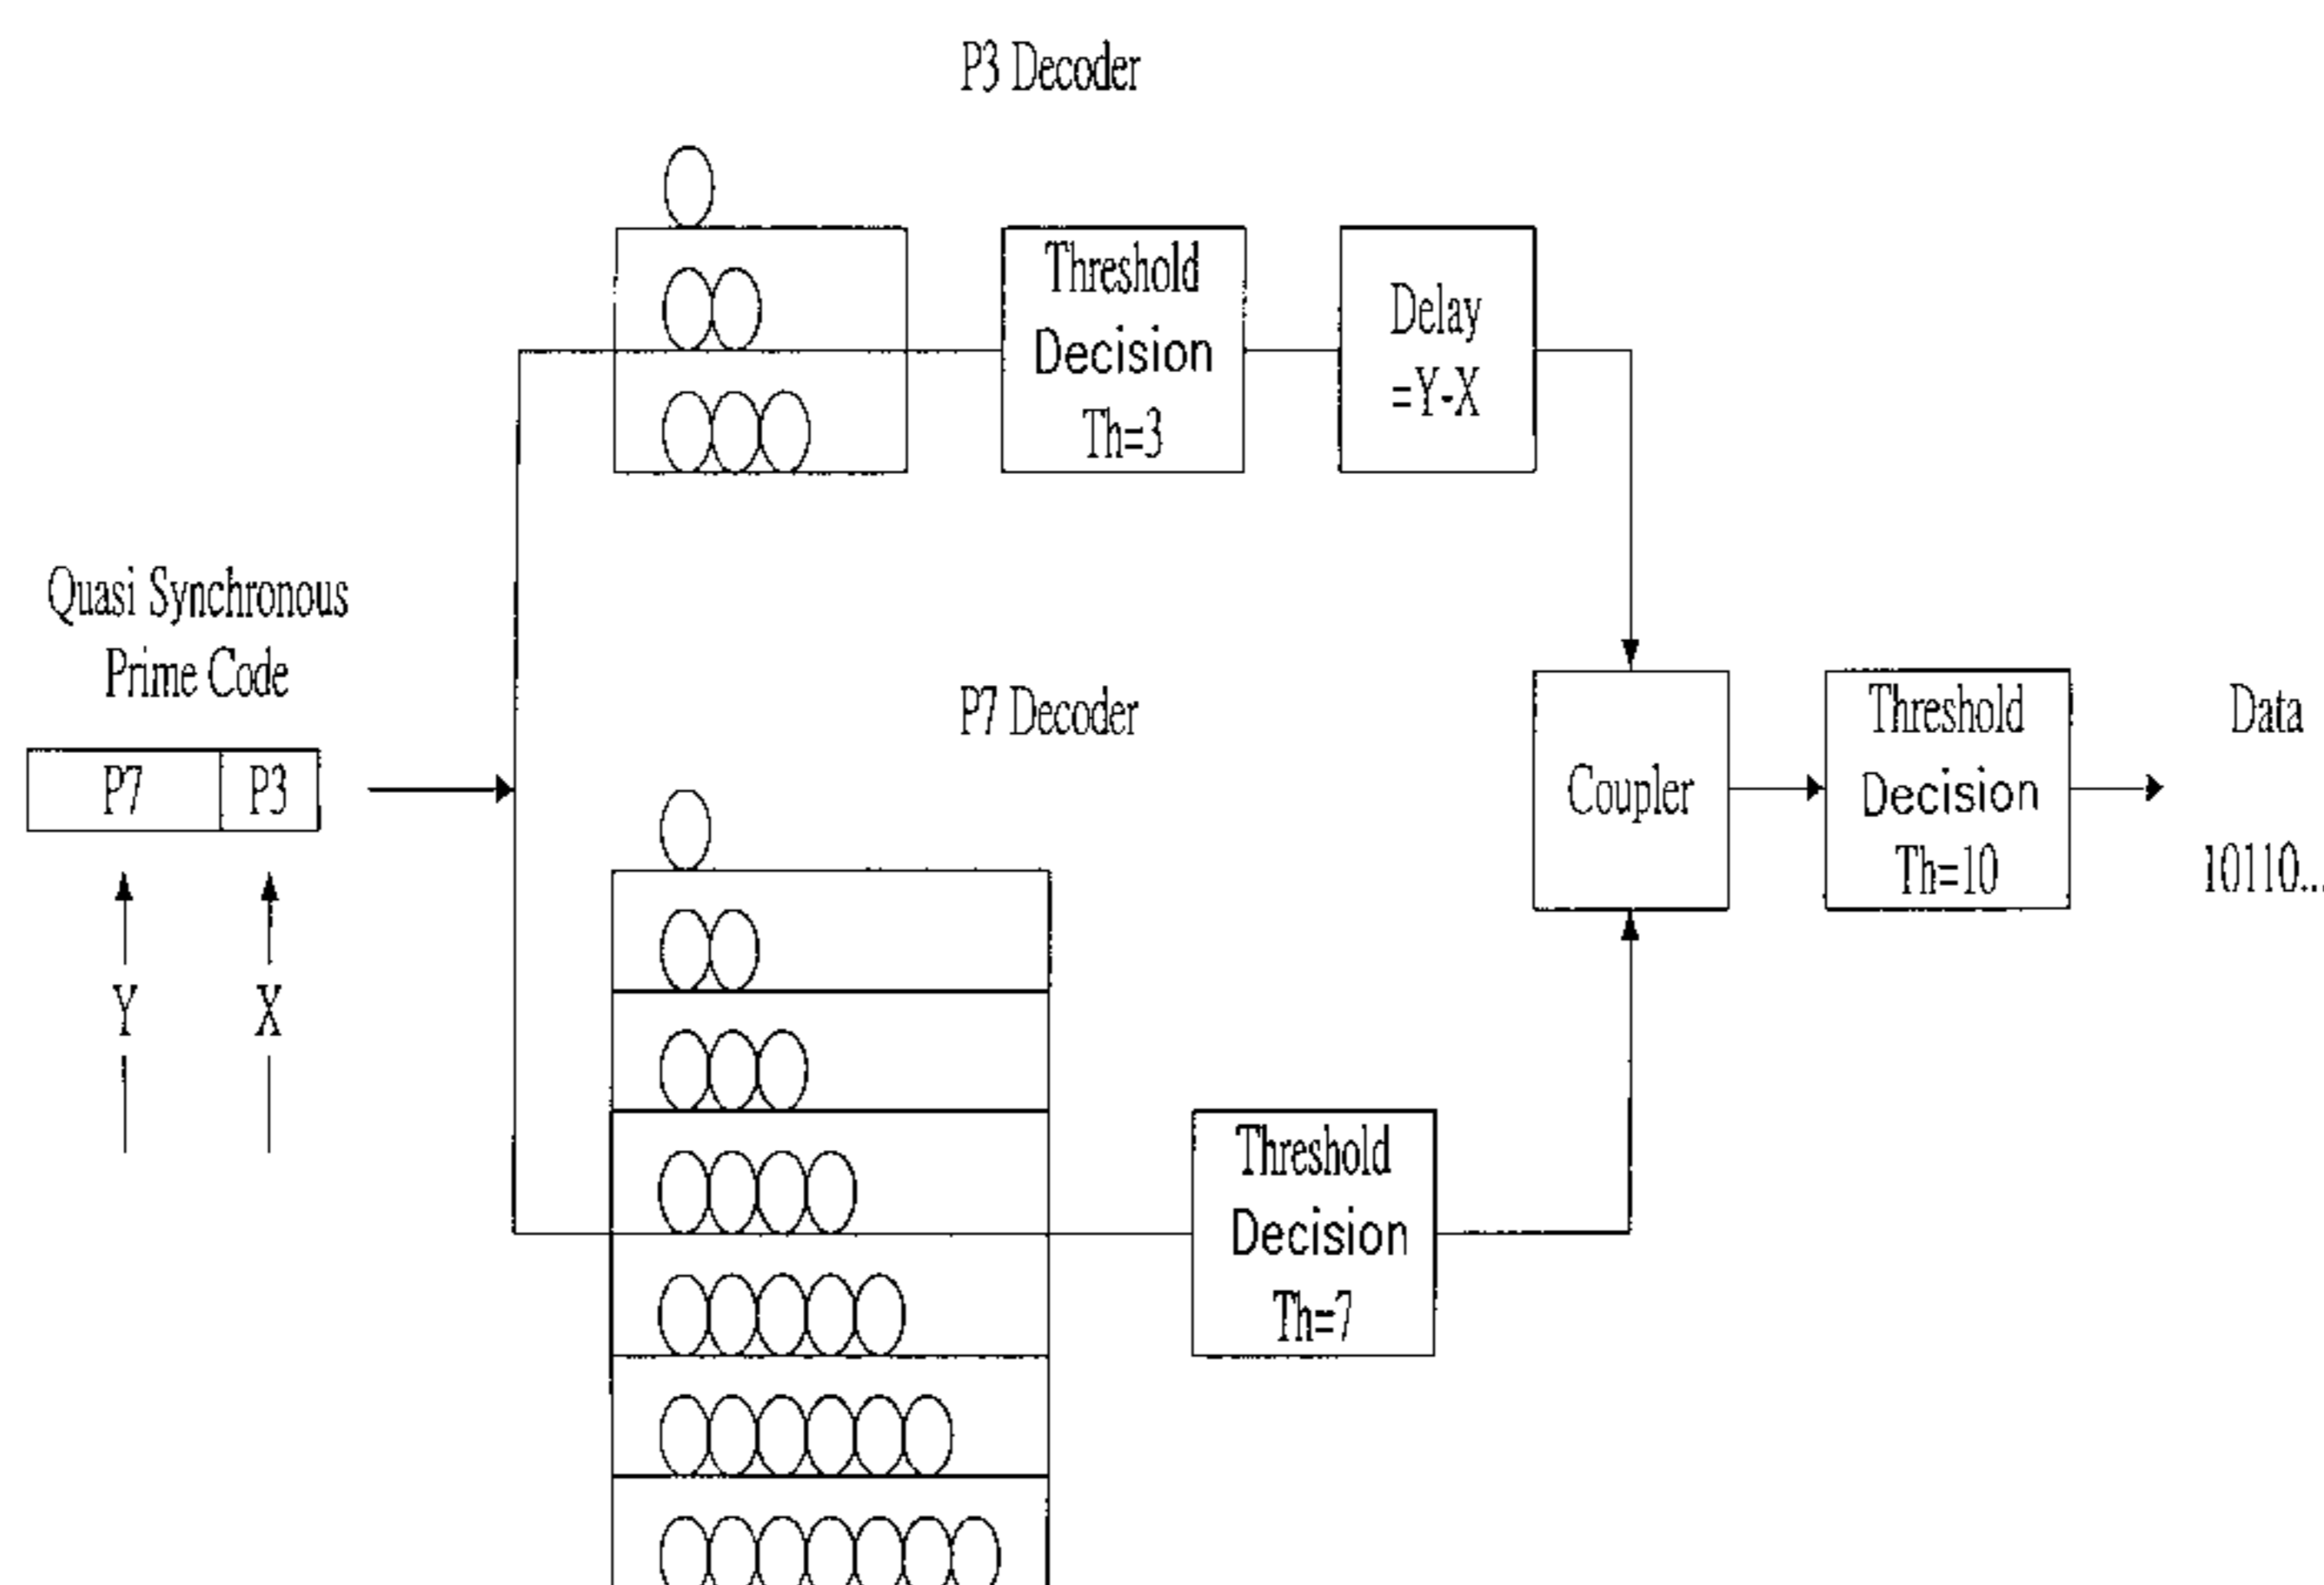 P3 Decoder
Threshold
Decision
Th=3
Delay
=Y-X
Quasi Synchronous
Prime Code
P7
P3
Y
X
P7 Decoder
Threshold
Decision
Th=7
Coupler
Threshold
Decision
Th=10
Data
10110...